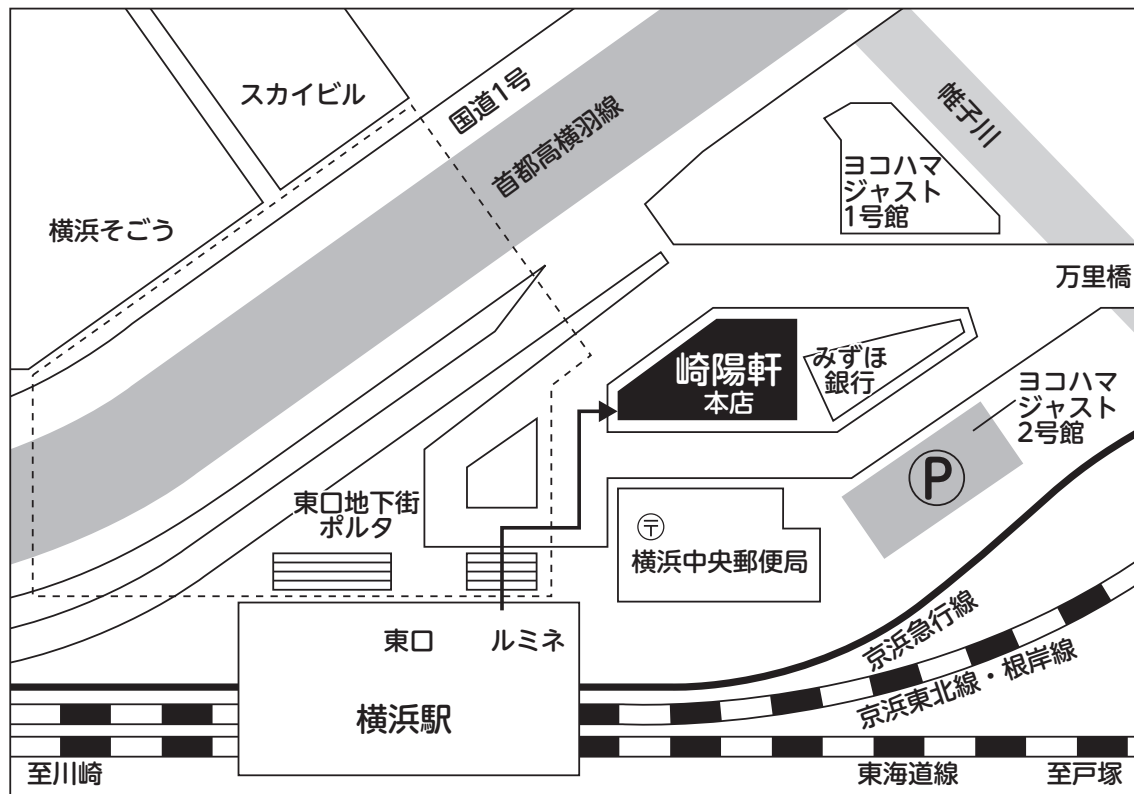 スカイビル
国道1号
首都高横羽線
帷子川
ヨコハマ
ジャスト
1号館
横浜そごう
万里橋
崎陽軒
本店
みずほ
銀行
ヨコハマ
ジャスト
2号館
P
東口地下街
ポルタ
〒
横浜中央郵便局
東口
ルミネ
京浜急行線
京浜東北線・根岸線
横浜駅
至川崎
東海道線
至戸塚